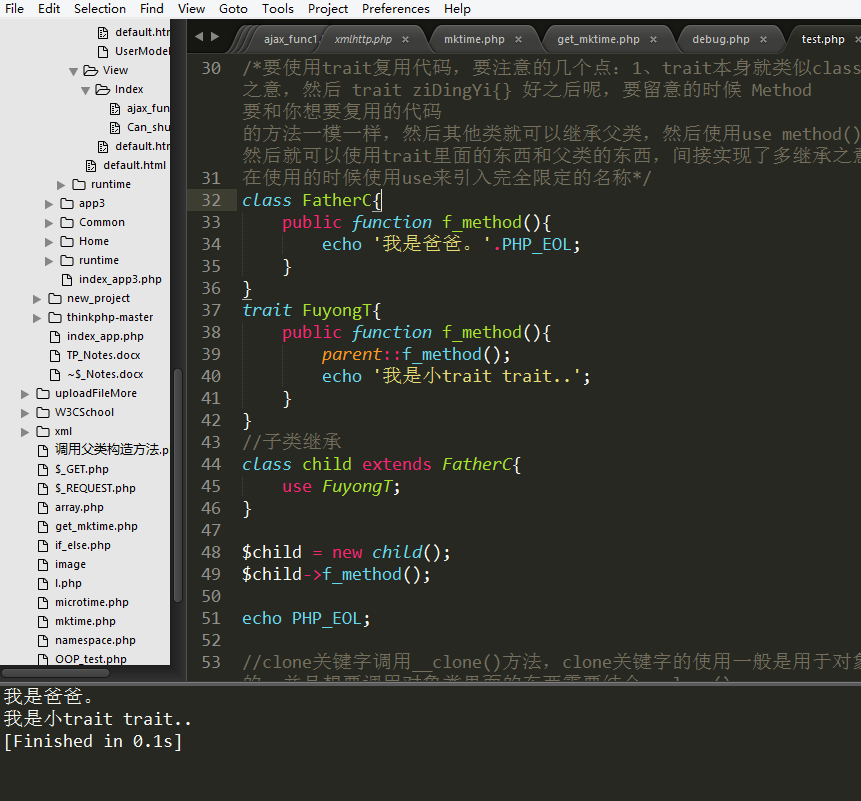 File Edit Selection Find View Goto Tools Project Preferences Help
default.htr
UserModel
View
Index
ajax_fun
Can_shu
default.htr
default.html
runtime
app3
Common
Home
runtime
index_app3.php
new_project
thinkphp-master
index_app.php
TP_Notes.docx
~$_Notes.docx
uploadFileMore
W3CSchool
xml
调用父类构造方法.p
$_GET.php
$_REQUEST.php
array.php
get_mktime.php
if_else.php
image
l.php
microtime.php
mktime.php
namespace.php
OOP_test.php
ajax_func1. xmlhttp.php × mktime.php × get_mktime.php × debug.php × test.php ×
30 /*要使用trait复用代码，要注意的几个点：1、trait本身就类似class
之意，然后 trait ziDingYi{} 好之后呢，要留意的时候 Method
要和你想要复用的代码
的方法一模一样，然后其他类就可以继承父类，然后使用use method()
然后就可以使用trait里面的东西和父类的东西，间接实现了多继承之意
31 在使用的时候使用use来引入完全限定的名称*/
32 class FatherC{
33 public function f_method(){
34 echo '我是爸爸。'.PHP_EOL;
35 }
36 }
37 trait FuyongT{
38 public function f_method(){
39 parent::f_method();
40 echo '我是小trait trait..';
41 }
42 }
43 //子类继承
44 class child extends FatherC{
45 use FuyongT;
46 }
47
48 $child = new child();
49 $child->f_method();
50
51 echo PHP_EOL;
52
53 //clone关键字调用__clone()方法，clone关键字的使用一般是用于对象
我是爸爸。
我是小trait trait..
[Finished in 0.1s]